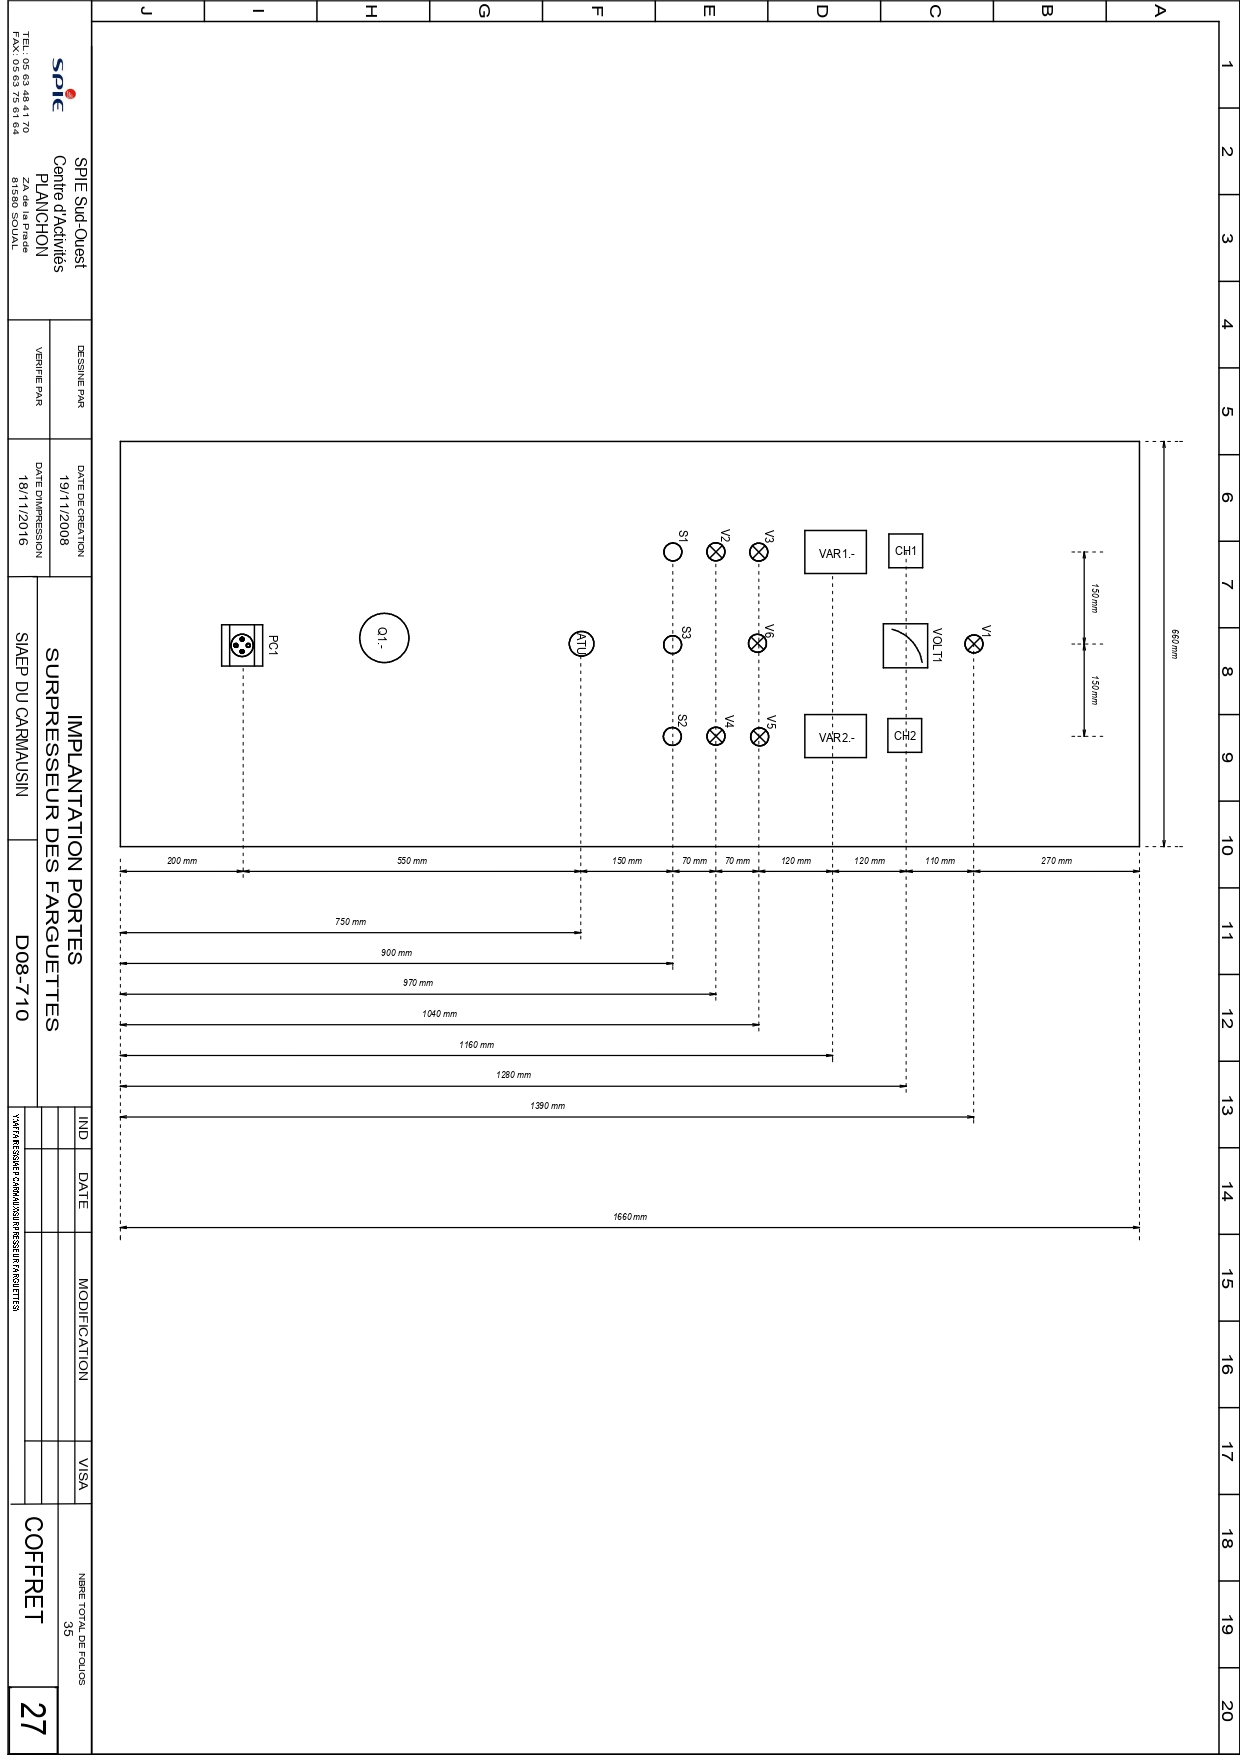 1
2
3
4
5
6
7
8
9
10
11
12
13
14
15
16
17
18
19
20
A
B
C
D
E
F
G
H
I
J
660 mm
150 mm
150 mm
270 mm
V1
110 mm
CH1
VOLT1
CH2
120 mm
VAR1.-
VAR2.-
120 mm
V3
V6
V5
70 mm
V2
V4
70 mm
S1
S3
S2
150 mm
ATU
550 mm
Q1.-
PC1
200 mm
750 mm
900 mm
970 mm
1040 mm
1160 mm
1280 mm
1390 mm
1660 mm
SPIE
TEL: 05 63 48 41 70
FAX: 05 63 75 61 64
SPIE Sud-Ouest
Centre d'Activités
PLANCHON
ZA de la Prade
81580 SOUAL
DESSINE PAR
VERIFIE PAR
DATE DE CREATION
19/11/2008
DATE D'IMPRESSION
18/11/2016
IMPLANTATION PORTES
SURPRESSEUR DES FARGUETTES
SIAEP DU CARMAUSIN
D08-710
IND
DATE
MODIFICATION
VISA
NBRE TOTAL DE FOLIOS
35
COFFRET
27